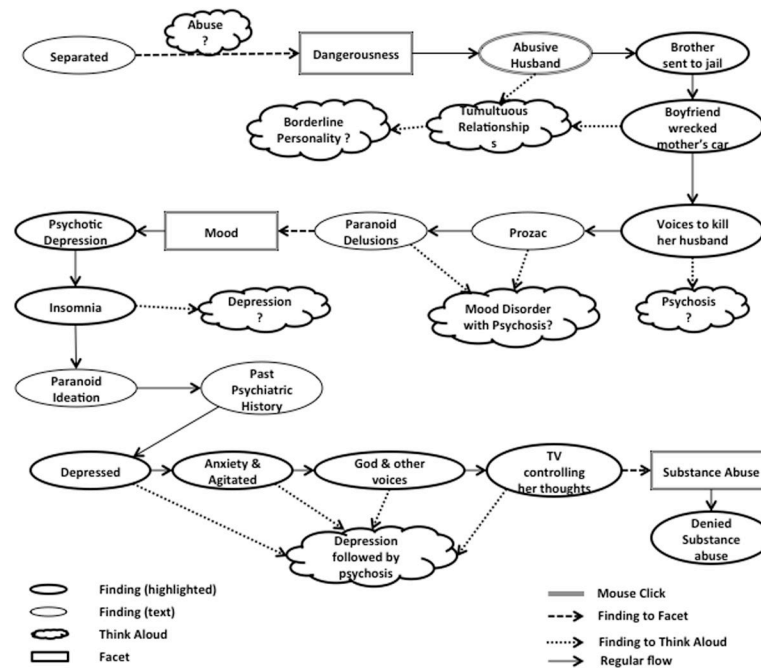 Abuse
?
Separated
Dangerousness
Abusive
Husband
Brother
sent to jail
Borderline
Personality ?
Tumultuous
Relationship
s
Boyfriend
wrecked
mother's car
Psychotic
Depression
Mood
Paranoid
Delusions
Prozac
Voices to kill
her husband
Insomnia
Depression
?
Mood Disorder
with Psychosis?
Psychosis
?
Paranoid
Ideation
Past
Psychiatric
History
Depressed
Anxiety &
Agitated
God & other
voices
TV
controlling
her thoughts
Substance Abuse
Denied
Substance
abuse
Depression
followed by
psychosis
Finding (highlighted)
Finding (text)
Think Aloud
Facet
Mouse Click
Finding to Facet
Finding to Think Aloud
Regular flow